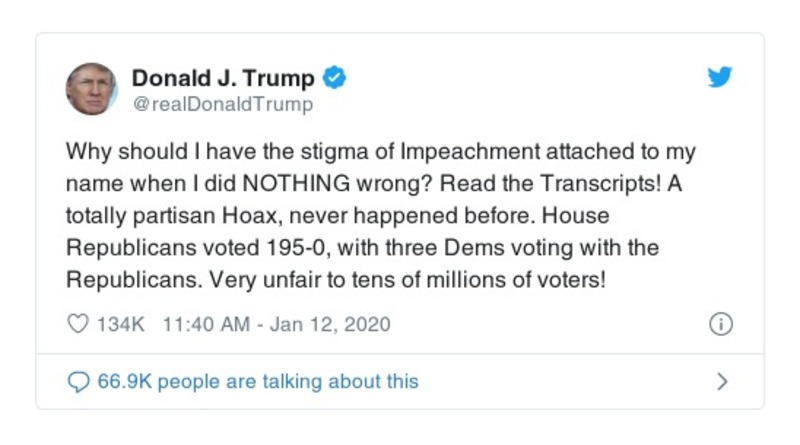 Donald J. Trump
@realDonaldTrump
Why should I have the stigma of Impeachment attached to my
name when I did NOTHING wrong? Read the Transcripts! A
totally partisan Hoax, never happened before. House
Republicans voted 195-0, with three Dems voting with the
Republicans. Very unfair to tens of millions of voters!
134K 11:40 AM - Jan 12, 2020
66.9K people are talking about this